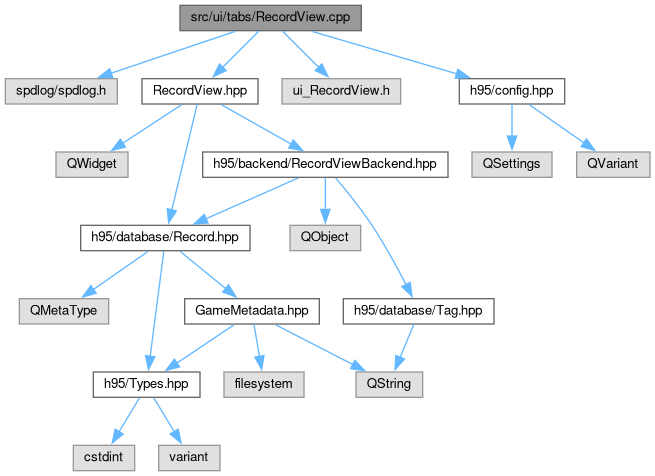 src/ui/tabs/RecordView.cpp
spdlog/spdlog.h
RecordView.hpp
ui_RecordView.h
h95/config.hpp
QWidget
h95/backend/RecordViewBackend.hpp
QSettings
QVariant
h95/database/Record.hpp
QObject
QMetaType
GameMetadata.hpp
h95/database/Tag.hpp
h95/Types.hpp
filesystem
QString
cstdint
variant